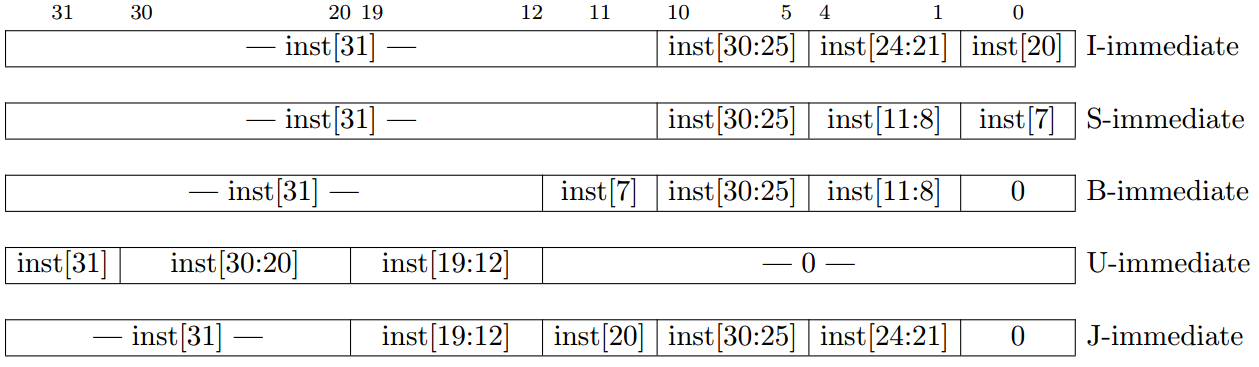 31 30 20 19 12 11 10 5 4 1 0
— inst[31] — inst[30:25] inst[24:21] inst[20] I-immediate
— inst[31] — inst[30:25] inst[11:8] inst[7] S-immediate
— inst[31] — inst[7] inst[30:25] inst[11:8] 0 B-immediate
inst[31] inst[30:20] inst[19:12] — 0 — U-immediate
— inst[31] — inst[19:12] inst[20] inst[30:25] inst[24:21] 0 J-immediate